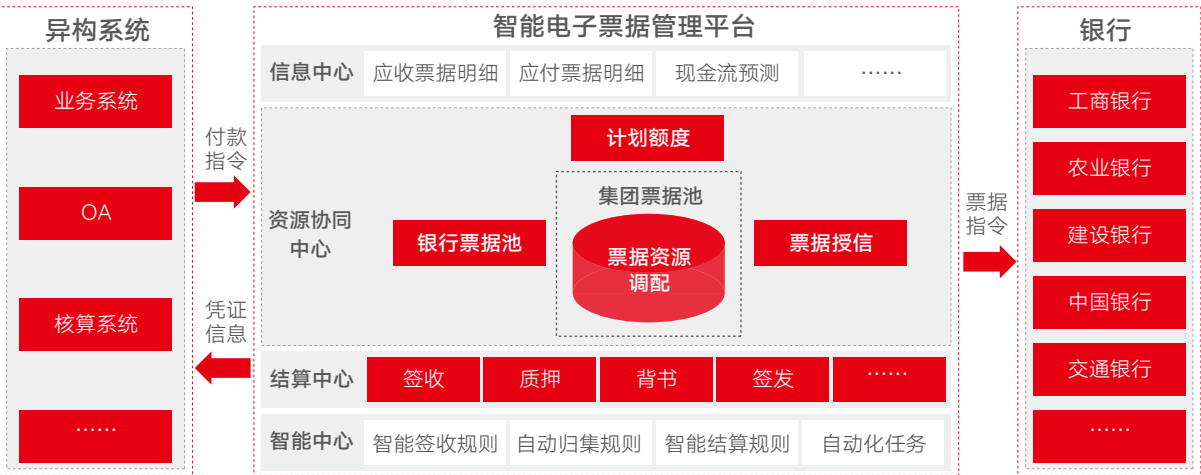 异构系统
业务系统
OA
核算系统
……
付款
指令
凭证
信息
智能电子票据管理平台
信息中心 应收票据明细 应付票据明细 现金流预测 ……
资源协同
中心
计划额度
集团票据池
银行票据池
票据资源
调配
票据授信
结算中心 签收 质押 背书 签发 ……
智能中心 智能签收规则 自动归集规则 智能结算规则 自动化任务
票据
指令
银行
工商银行
农业银行
建设银行
中国银行
交通银行
……